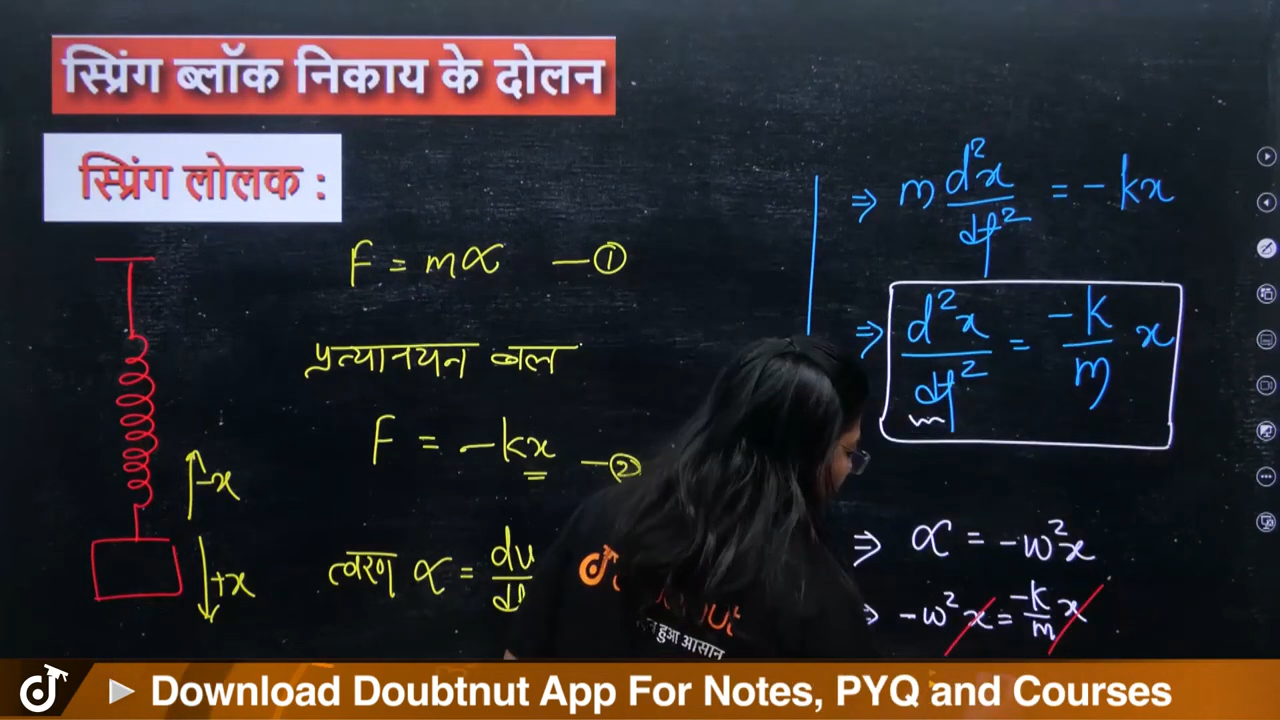 स्प्रिंग ब्लॉक निकाय के दोलन
स्प्रिंग लोलक :
F = mα —①
प्रत्यानयन बल
F = -kx —②
त्वरण α = dv/dt
-x
+x
⇒ m d²x/dt² = -kx
⇒ d²x/dt² = -k/m x
⇒ α = -ω²x
⇒ -ω²x = -k/m x
हुआ आसान
Download Doubtnut App For Notes, PYQ and Courses